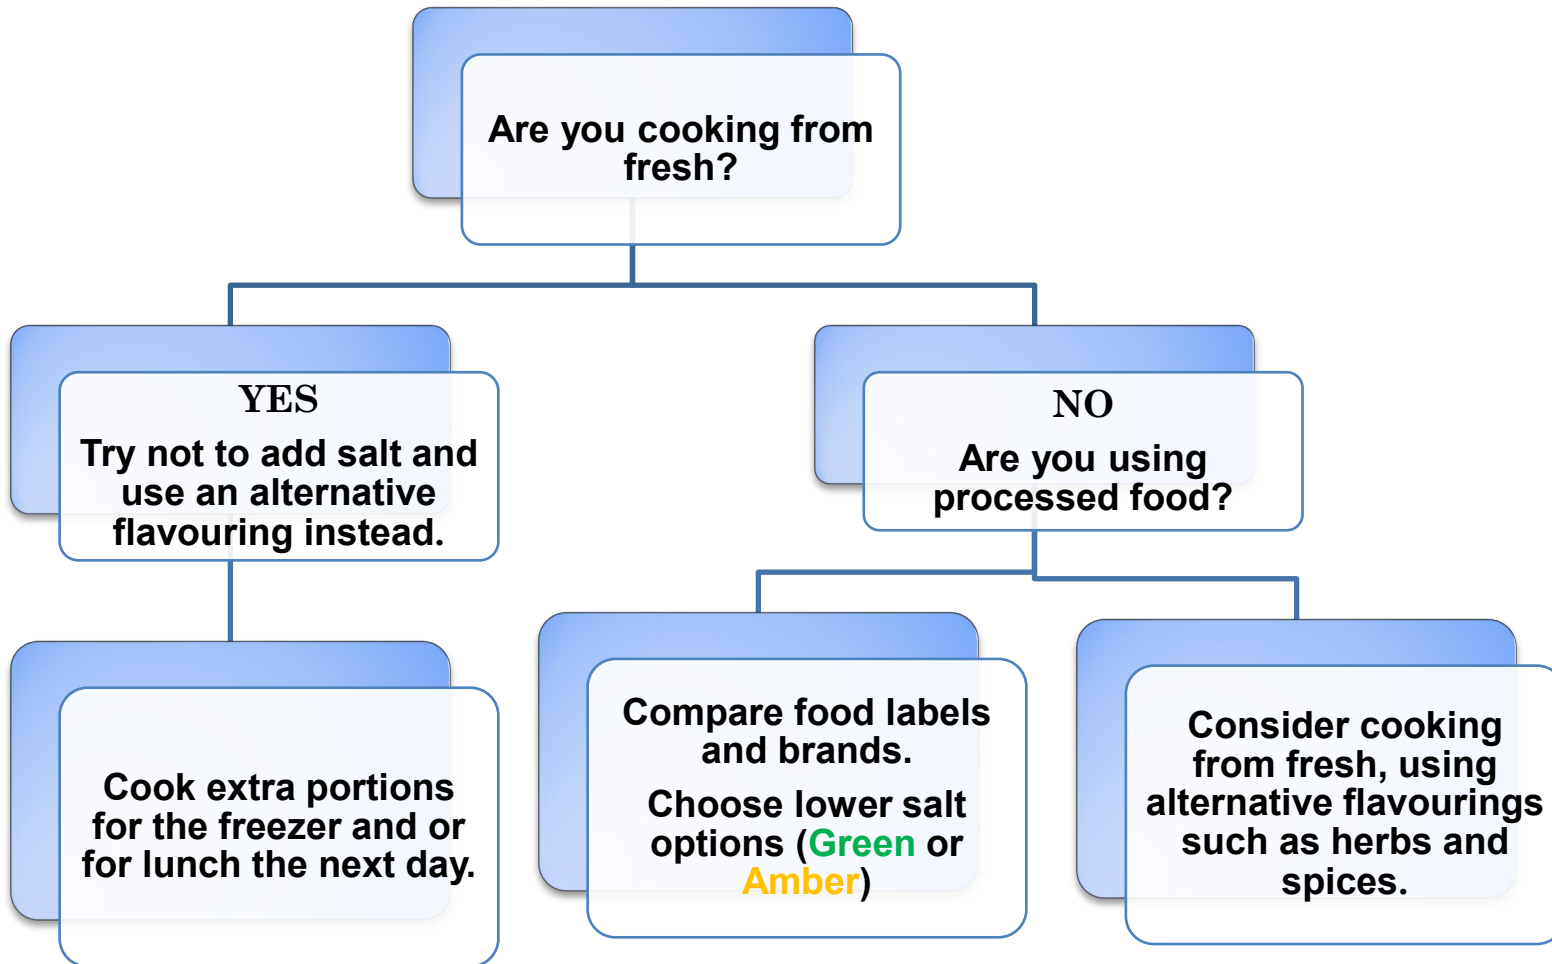 Are you cooking from
fresh?
YES
Try not to add salt and
use an alternative
flavouring instead.
NO
Are you using
processed food?
Cook extra portions
for the freezer and or
for lunch the next day.
Compare food labels
and brands.
Choose lower salt
options (Green or
Amber)
Consider cooking
from fresh, using
alternative flavourings
such as herbs and
spices.